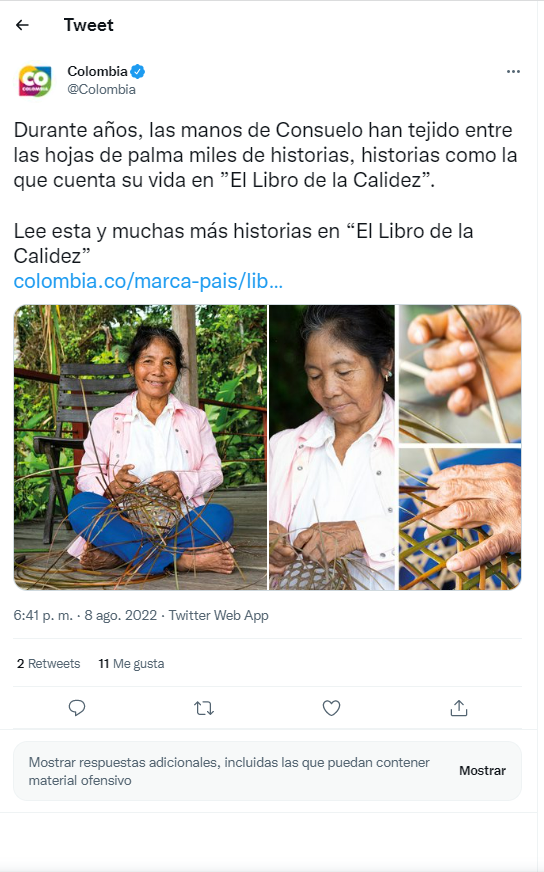 Tweet
Colombia
@Colombia
Durante años, las manos de Consuelo han tejido entre
las hojas de palma miles de historias, historias como la
que cuenta su vida en ”El Libro de la Calidez”.
Lee esta y muchas más historias en “El Libro de la
Calidez”
colombia.co/marca-pais/lib...
6:41 p. m. · 8 ago. 2022 · Twitter Web App
2 Retweets 11 Me gusta
Mostrar respuestas adicionales, incluidas las que puedan contener
material ofensivo
Mostrar